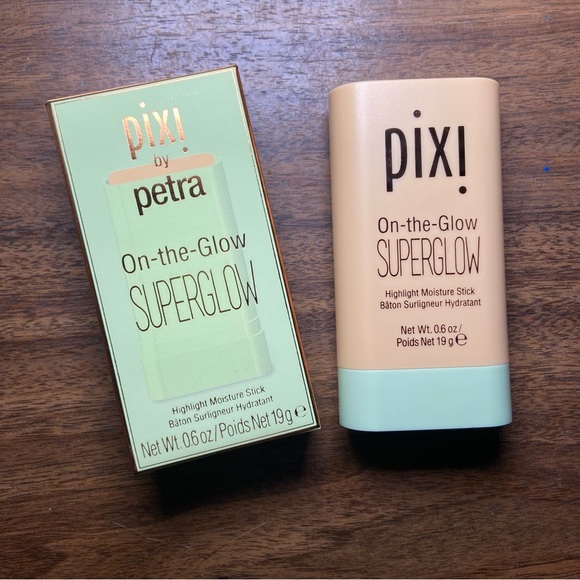 pixi
by
petra
On-the-Glow
SUPERGLOW
Highlight Moisture Stick
Bâton Surligneur Hydratant
Net Wt. 0.6 oz/Poids Net 19 g ℮
pixi
On-the-Glow
SUPERGLOW
Highlight Moisture Stick
Bâton Surligneur Hydratant
Net Wt. 0.6 oz/
Poids Net 19 g ℮